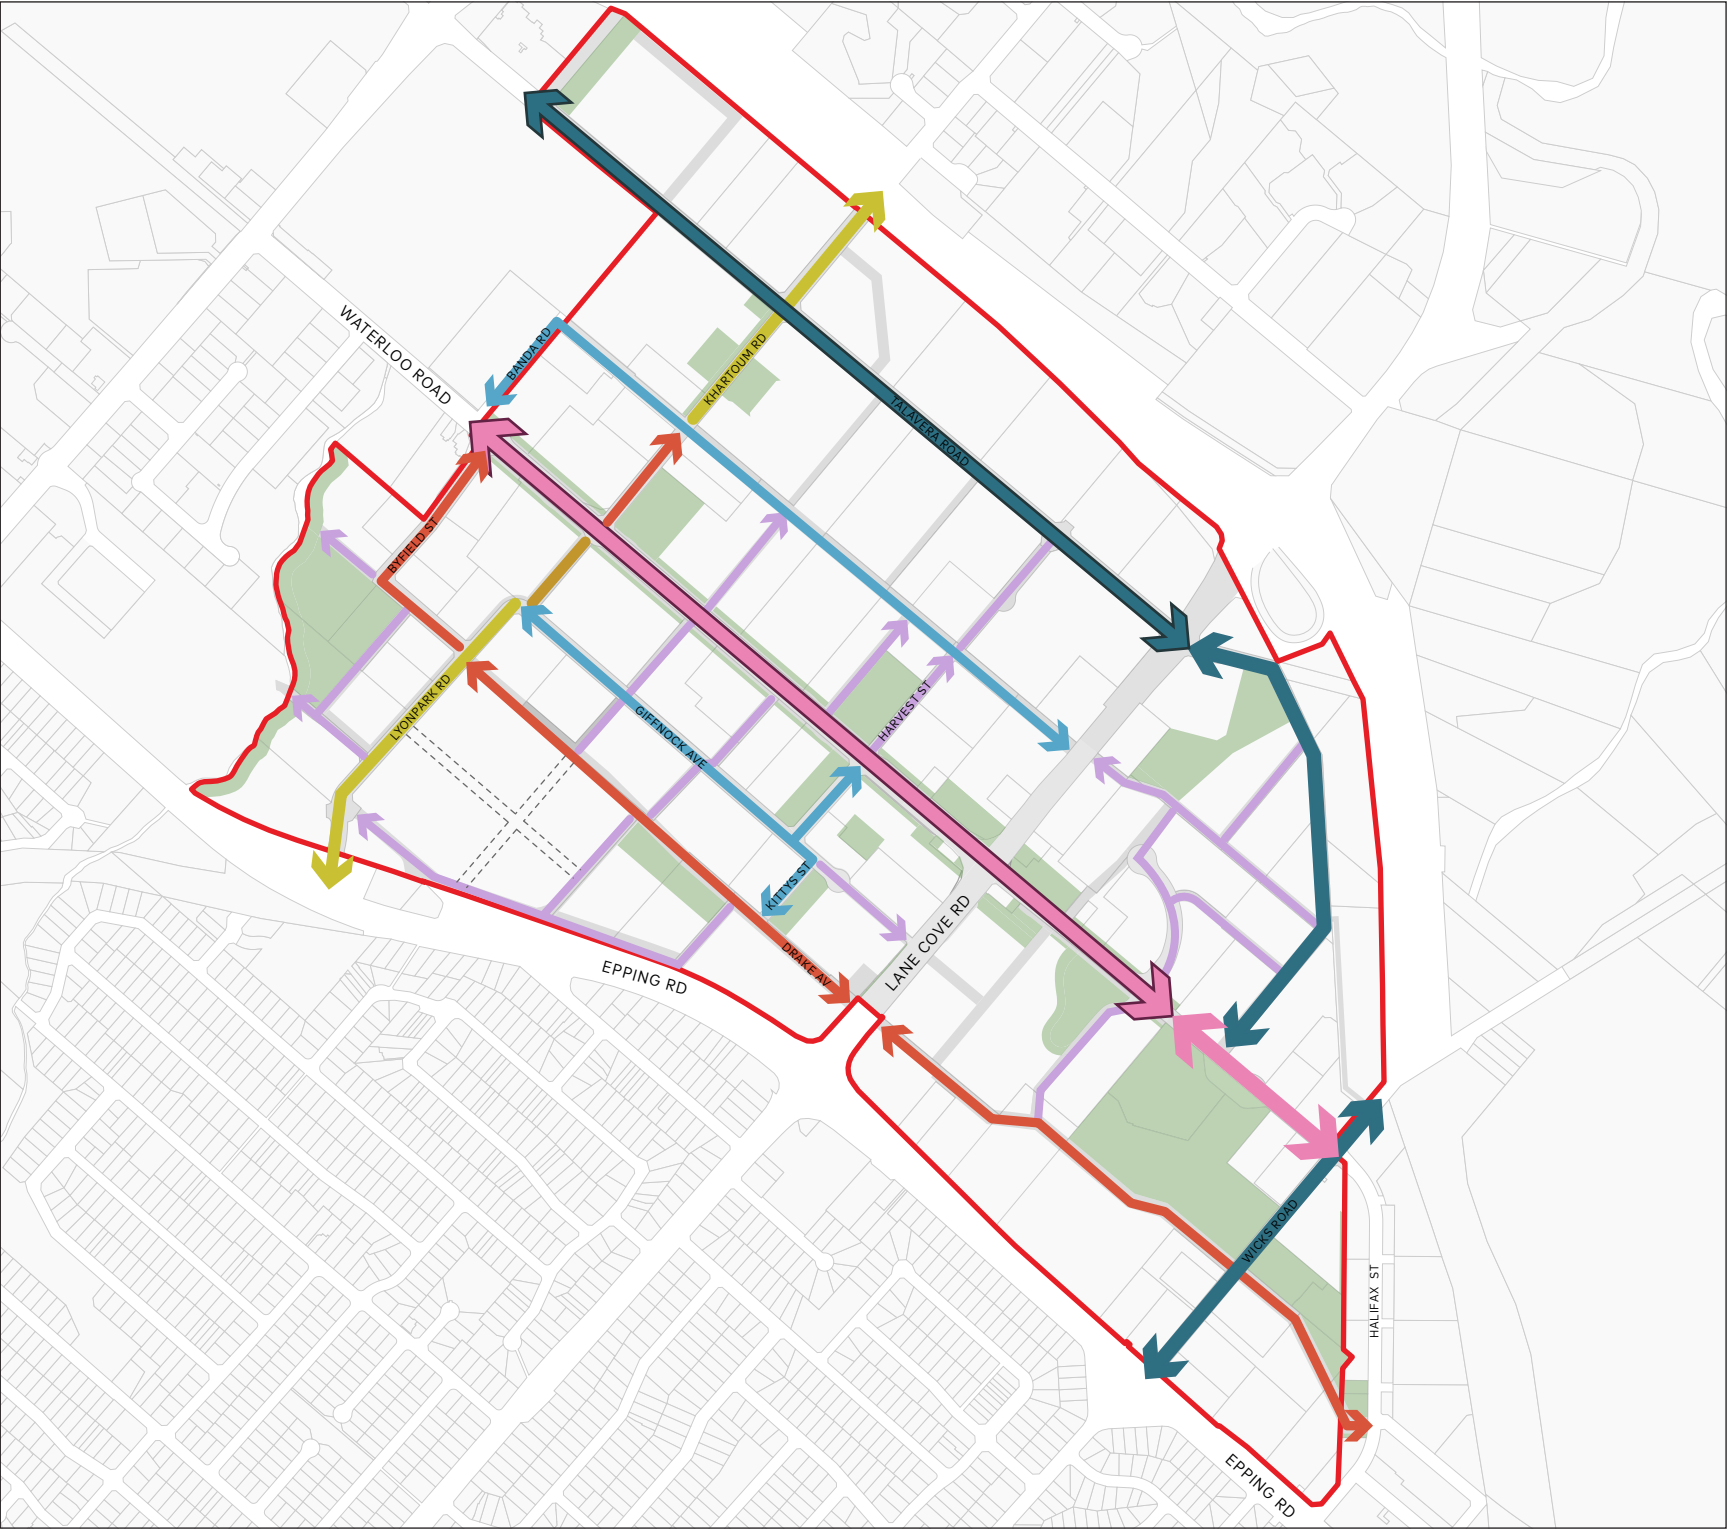 WATERLOO ROAD
BANDA RD
KHARTOUM RD
TALAVERA ROAD
BYFIELD ST
LYONPARK RD
GIFFNOCK AVE
HARVEST ST
KITTYS ST
DRAKE AV
LANE COVE RD
EPPING RD
WICKS ROAD
HALIFAX ST
EPPING RD